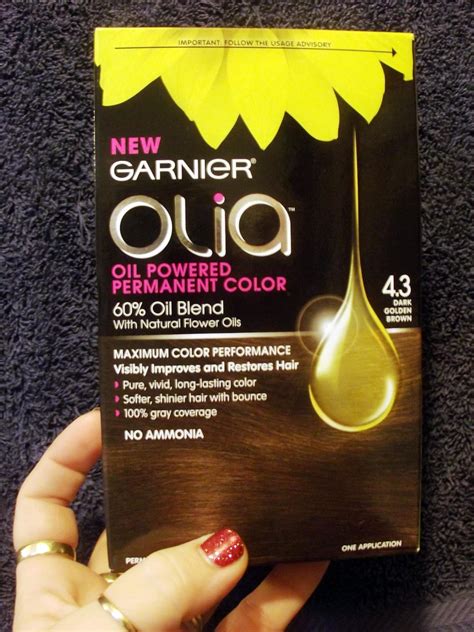 IMPORTANT: FOLLOW THE USAGE ADVISORY
NEW
GARNIER®
OLIA™
OIL POWERED
PERMANENT COLOR
60% Oil Blend
With Natural Flower Oils
4.3
DARK
GOLDEN
BROWN
MAXIMUM COLOR PERFORMANCE
Visibly Improves and Restores Hair
• Pure, vivid, long-lasting color
• Softer, shinier hair with bounce
• 100% gray coverage
NO AMMONIA
ONE APPLICATION